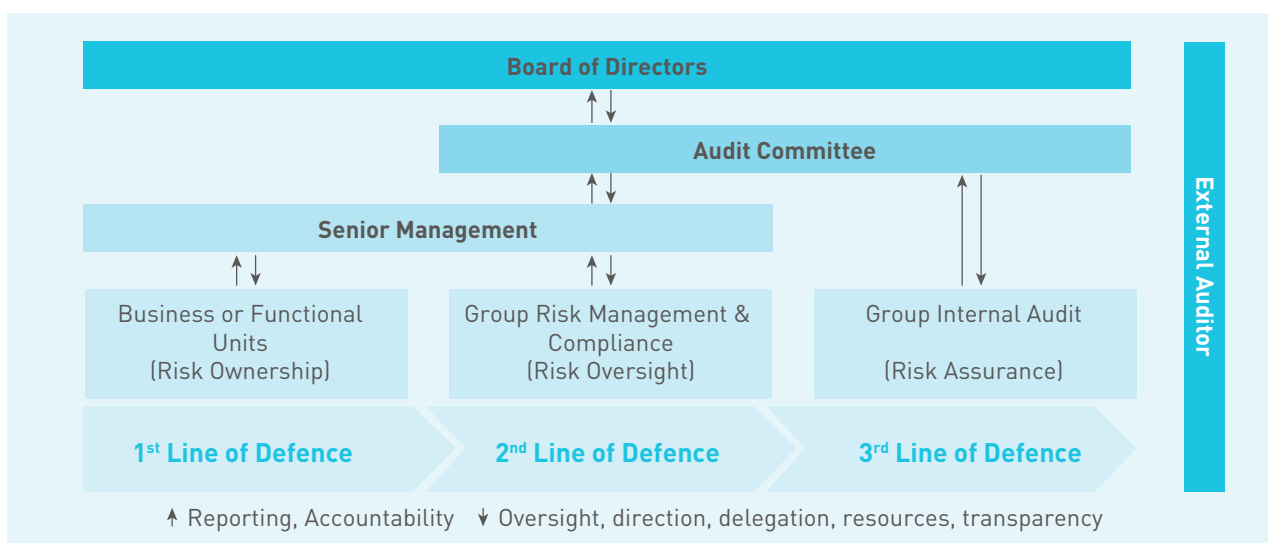 Board of Directors
Audit Committee
Senior Management
Business or Functional
Units
(Risk Ownership)
Group Risk Management &
Compliance
(Risk Oversight)
Group Internal Audit
(Risk Assurance)
1st Line of Defence
2nd Line of Defence
3rd Line of Defence
Reporting, Accountability
Oversight, direction, delegation, resources, transparency
External Auditor